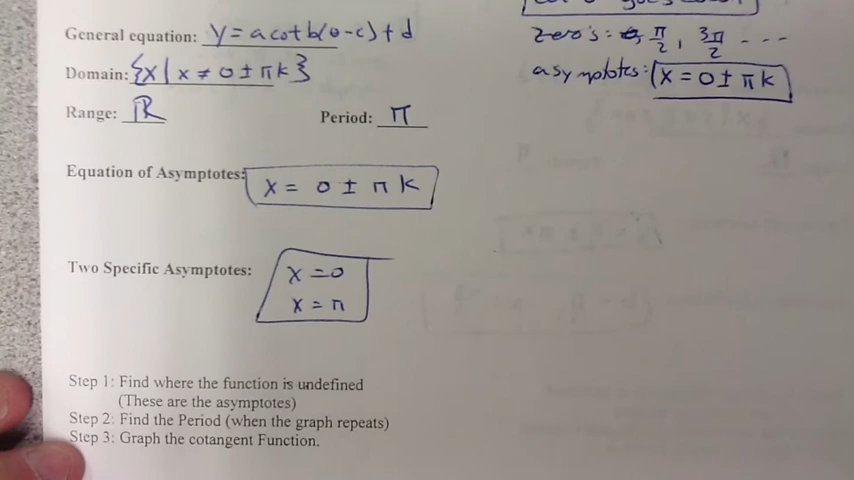 General equation: y = a cot b(θ - c) + d
Domain: {x | x ≠ 0 ± πk}
Range: ℝ Period: π
Equation of Asymptotes: x = 0 ± πk
Two Specific Asymptotes: x = 0
x = π
Step 1: Find where the function is undefined
(These are the asymptotes)
Step 2: Find the Period (when the graph repeats)
Step 3: Graph the cotangent Function.
zero's: π/2, 3π/2 ...
asymptotes: x = 0 ± πk